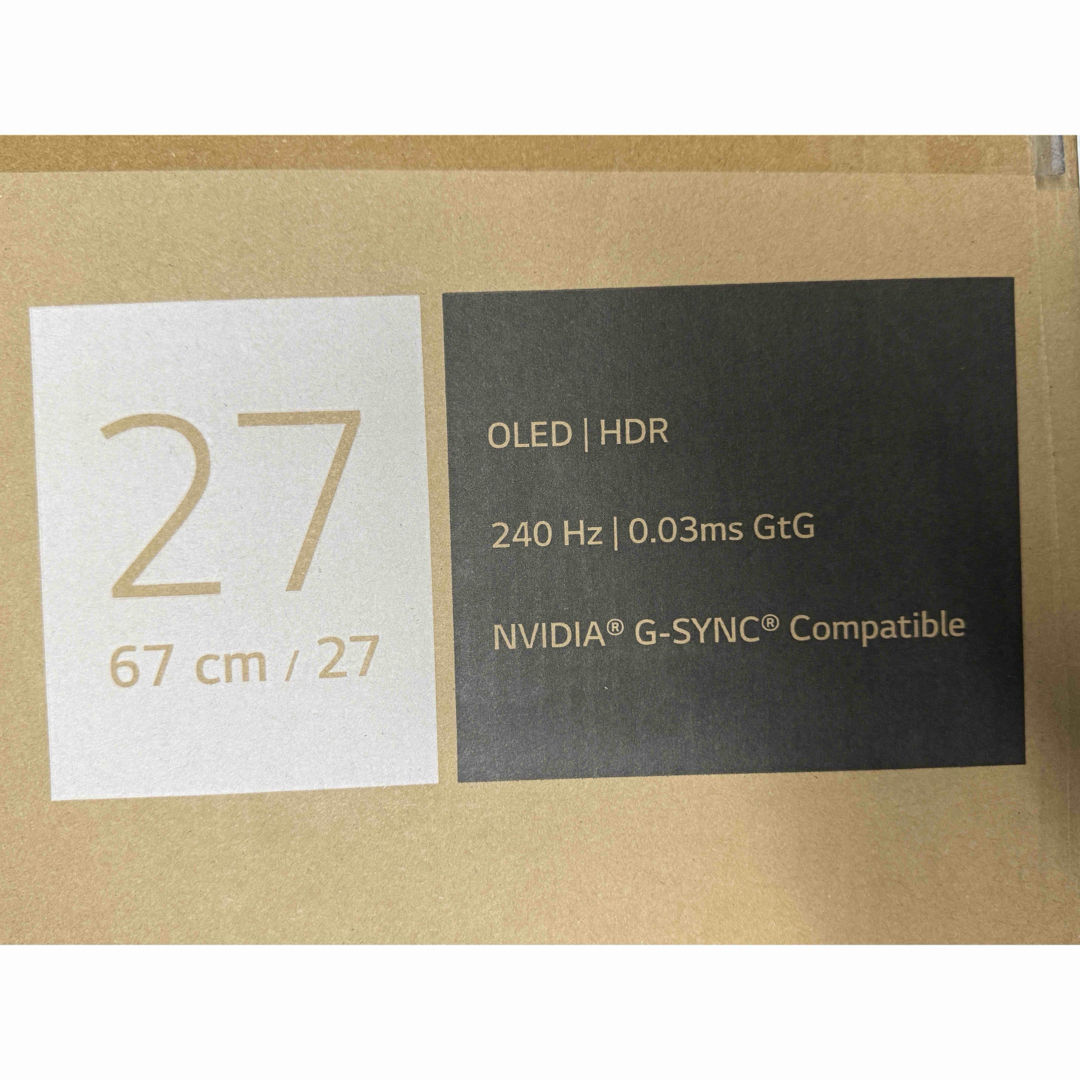 27
67 cm / 27
OLED | HDR
240 Hz | 0.03ms GtG
NVIDIA® G-SYNC® Compatible